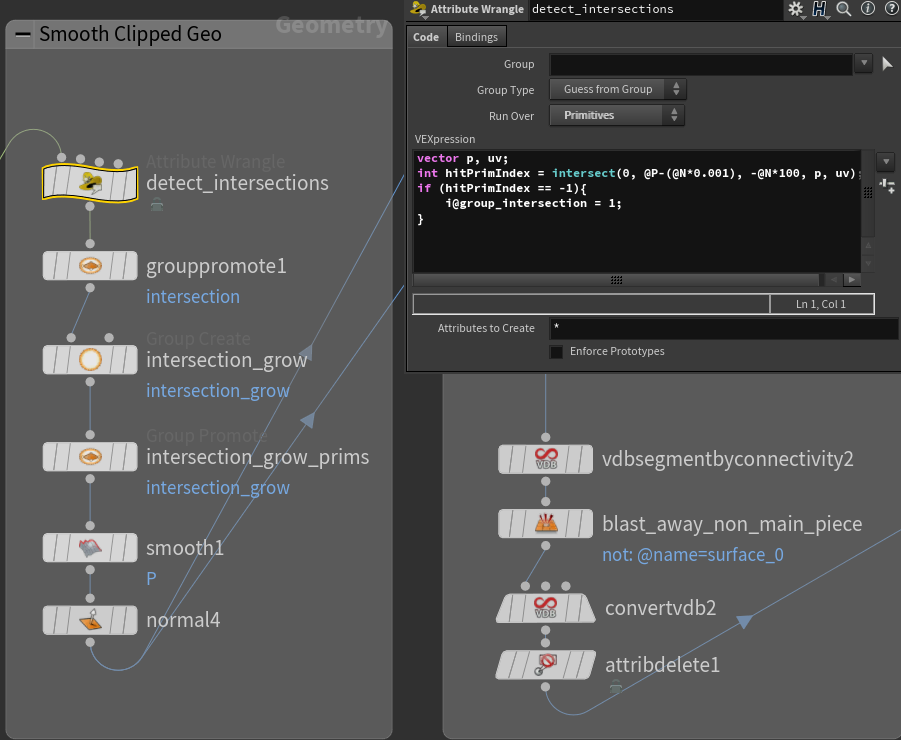 Geometry
Smooth Clipped Geo
Attribute Wrangle
detect_intersections
grouppromote1
intersection
Group Create
intersection_grow
intersection_grow
Group Promote
intersection_grow_prims
intersection_grow
smooth1
P
normal4
Attribute Wrangle detect_intersections
Code Bindings
Group
Group Type Guess from Group
Run Over Primitives
VEXpression
vector p, uv;
int hitPrimIndex = intersect(0, @P-(@N*0.001), -@N*100, p, uv);
if (hitPrimIndex == -1){
i@group_intersection = 1;
}
Ln 1, Col 1
Attributes to Create *
Enforce Prototypes
VDB
vdbsegmentbyconnectivity2
blast_away_non_main_piece
not: @name=surface_0
VDB
convertvdb2
attribdelete1